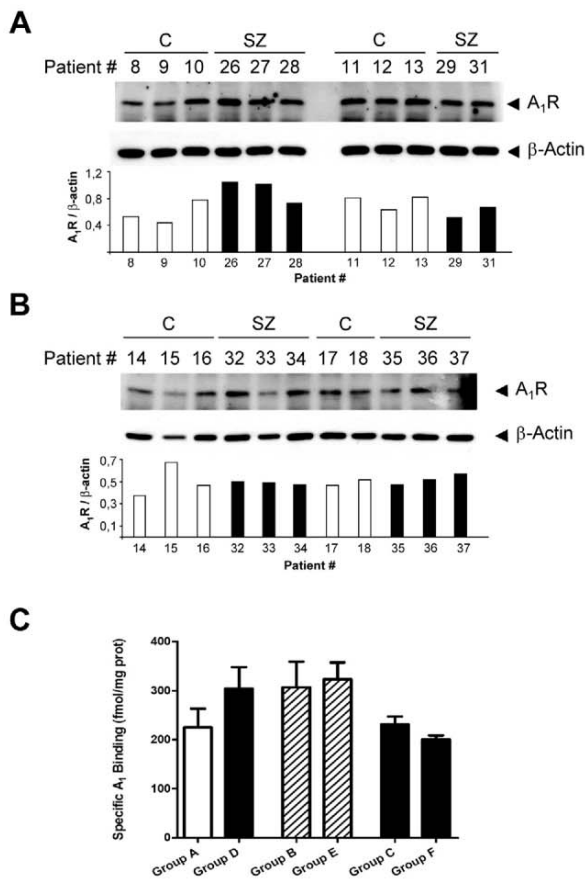 A
C SZ C SZ
Patient # 8 9 10 26 27 28 11 12 13 29 31
A₁R
β-Actin
1,2
0,8
0,4
A₁R / β-actin
8 9 10 26 27 28 11 12 13 29 31
Patient #
B
C SZ C SZ
Patient # 14 15 16 32 33 34 17 18 35 36 37
A₁R
β-Actin
0,7
0,5
0,3
0,1
A₁R / β-actin
14 15 16 32 33 34 17 18 35 36 37
Patient #
C
400
300
200
100
0
Specific A₁ Binding (fmol/mg prot)
Group A Group D Group B Group E Group C Group F